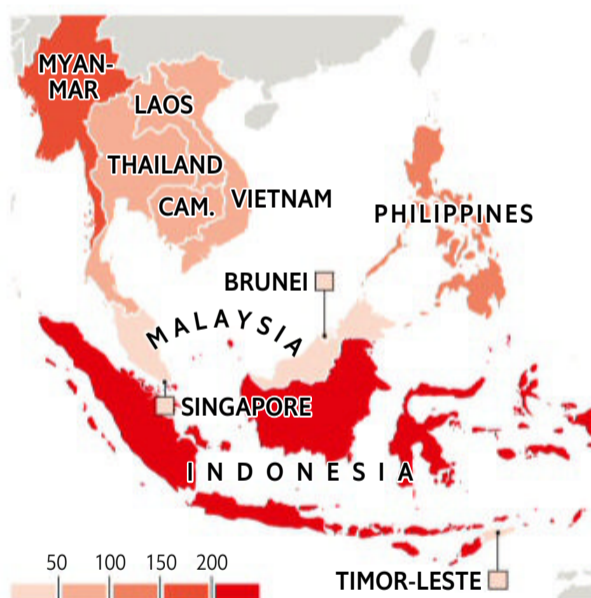 MYAN-
MAR
LAOS
THAILAND
CAM.
VIETNAM
PHILIPPINES
BRUNEI
MALAYSIA
SINGAPORE
INDONESIA
50 100 150 200
TIMOR-LESTE